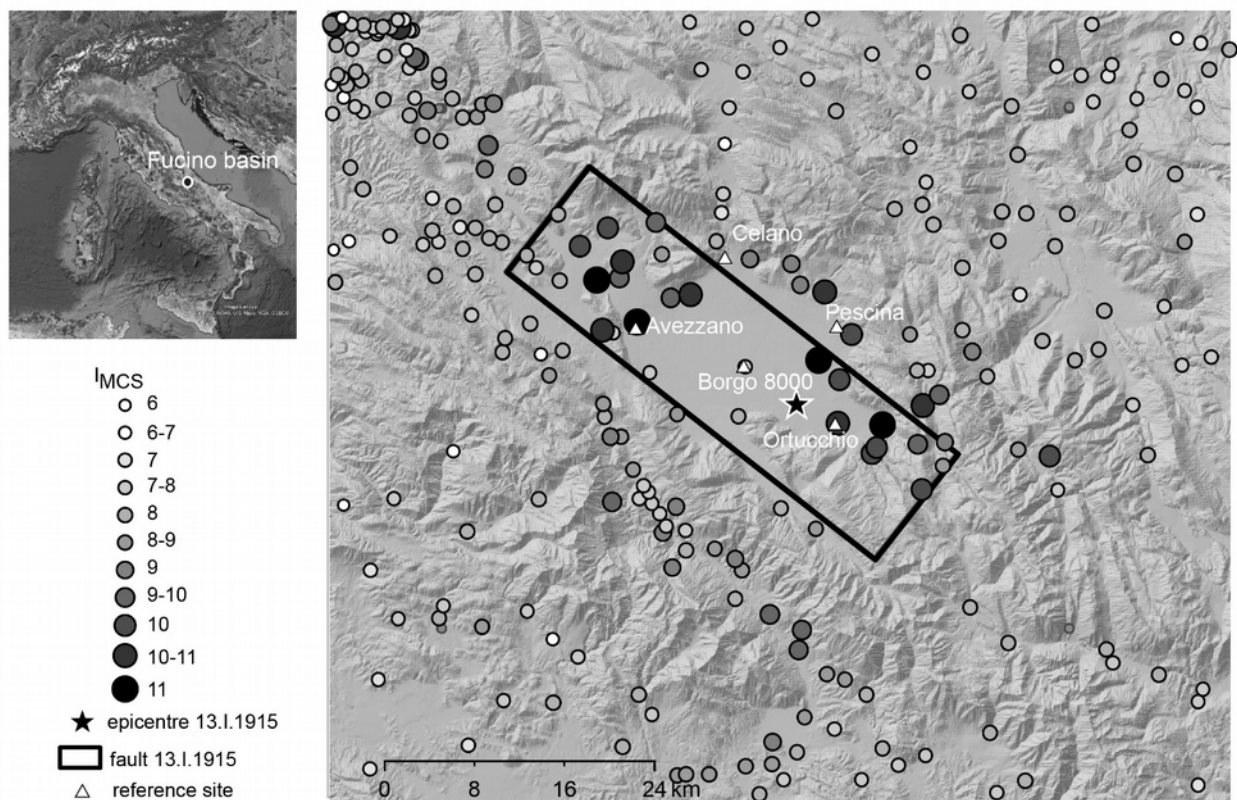 Fucino basin
I MCS
6
6-7
7
7-8
8
8-9
9
9-10
10
10-11
11
epicentre 13.I.1915
fault 13.I.1915
reference site
Celano
Pescina
Avezzano
Borgo 8000
Ortucchio
0 8 16 24 km